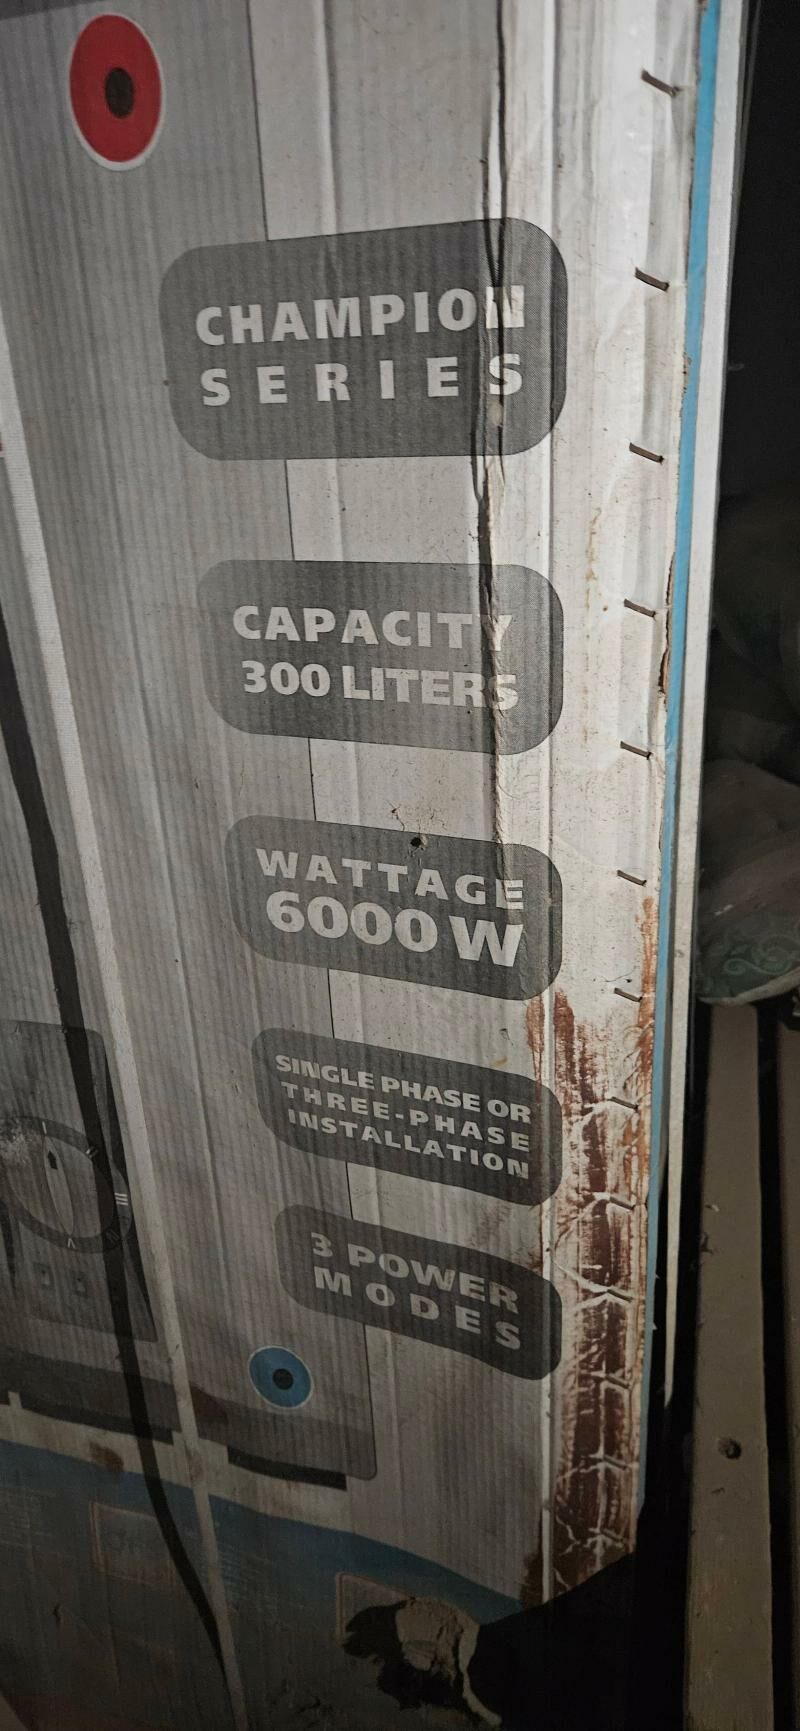 CHAMPION
SERIES
CAPACITY
300 LITERS
WATTAGE
6000 W
SINGLE PHASE OR
THREE-PHASE
INSTALLATION
3 POWER
MODES